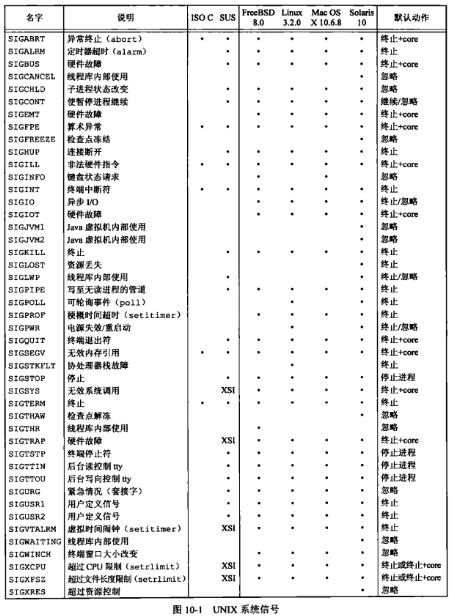 名字 说明 ISO C SUS FreeBSD 8.0 Linux 3.2.0 Mac OS X 10.6.8 Solaris 10 默认动作
SIGABRT 异常终止（abort） • • • • • • 终止+core
SIGALRM 定时器超时（alarm） • • • • • 终止
SIGBUS 硬件故障 • • • • • 终止+core
SIGCANCEL 线程库内部使用 • 忽略
SIGCHLD 子进程状态改变 • • • • • 忽略
SIGCONT 使暂停进程继续 • • • • • 继续/忽略
SIGEMT 硬件故障 • • • • 终止+core
SIGFPE 算术异常 • • • • • • 终止+core
SIGFREEZE 检查点冻结 • 忽略
SIGHUP 连接断开 • • • • • 终止
SIGILL 非法硬件指令 • • • • • • 终止+core
SIGINFO 键盘状态请求 • • 忽略
SIGINT 终端中断符 • • • • • • 终止
SIGIO 异步 I/O • • • • 终止/忽略
SIGIOT 硬件故障 • • • • 终止+core
SIGJVM1 Java 虚拟机内部使用 • 忽略
SIGJVM2 Java 虚拟机内部使用 • 忽略
SIGKILL 终止 • • • • • 终止
SIGLOST 资源丢失 • 终止
SIGLWP 线程库内部使用 • • 终止/忽略
SIGPIPE 写至无读进程的管道 • • • • • 终止
SIGPOLL 可轮询事件（poll） • • 终止
SIGPROF 梗概时间超时（setitimer） • • • • 终止
SIGPWR 电源失效/重启动 • • 终止/忽略
SIGQUIT 终端退出符 • • • • • 终止+core
SIGSEGV 无效内存引用 • • • • • • 终止+core
SIGSTKFLT 协处理器栈故障 • 终止
SIGSTOP 停止 • • • • • 停止进程
SIGSYS 无效系统调用 XSI • • • • 终止+core
SIGTERM 终止 • • • • • • 终止
SIGTHAW 检查点解冻 • 忽略
SIGTHR 线程库内部使用 • 忽略
SIGTRAP 硬件故障 XSI • • • • 终止+core
SIGTSTP 终端停止符 • • • • • 停止进程
SIGTTIN 后台读控制 tty • • • • • 停止进程
SIGTTOU 后台写向控制 tty • • • • • 停止进程
SIGURG 紧急情况（套接字） • • • • • 忽略
SIGUSR1 用户定义信号 • • • • • 终止
SIGUSR2 用户定义信号 • • • • • 终止
SIGVTALRM 虚拟时间闹钟（setitimer） XSI • • • • 终止
SIGWAITING 线程库内部使用 • 忽略
SIGWINCH 终端窗口大小改变 • • • • 忽略
SIGXCPU 超过 CPU 限制（setrlimit） XSI • • • • 终止或终止+core
SIGXFSZ 超过文件长度限制（setrlimit） XSI • • • • 终止或终止+core
SIGXRES 超过资源控制 • 忽略
图 10-1 UNIX 系统信号